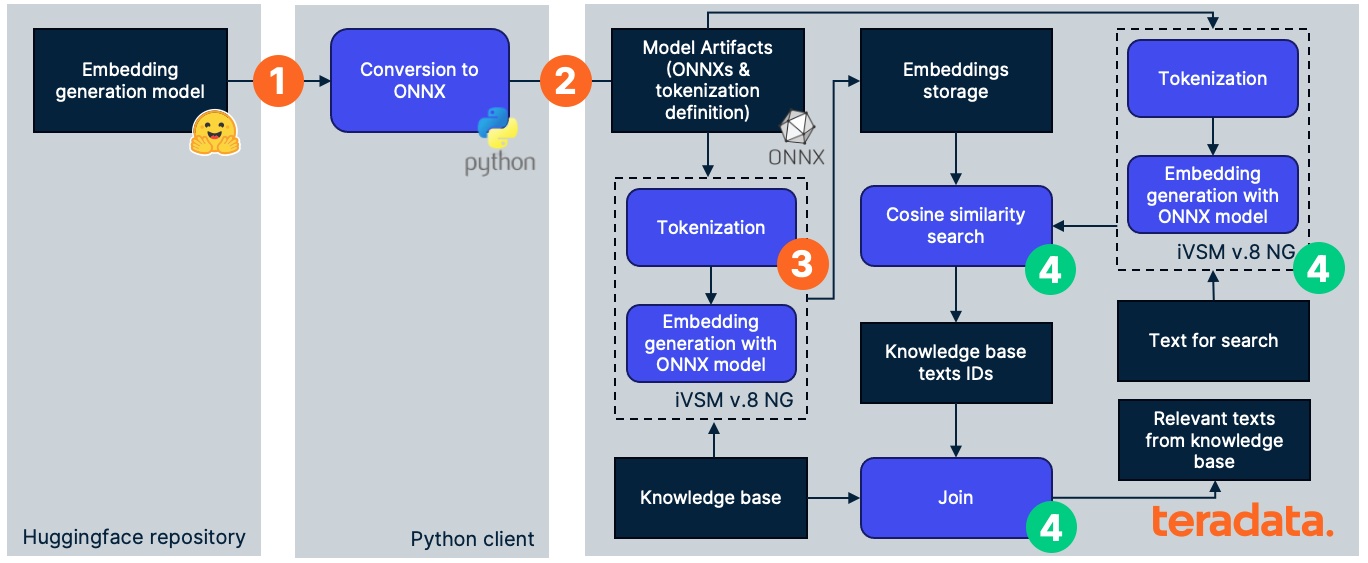 Embedding
generation model
1
Huggingface repository
Conversion to
ONNX
python
2
Python client
Model Artifacts
(ONNXs &
tokenization
definition)
ONNX
Tokenization
3
Embedding
generation with
ONNX model
iVSM v.8 NG
Knowledge base
Embeddings
storage
Cosine similarity
search
4
Knowledge base
texts IDs
Join
4
Tokenization
Embedding
generation with
ONNX model
iVSM v.8 NG
4
Text for search
Relevant texts
from knowledge
base
teradata.